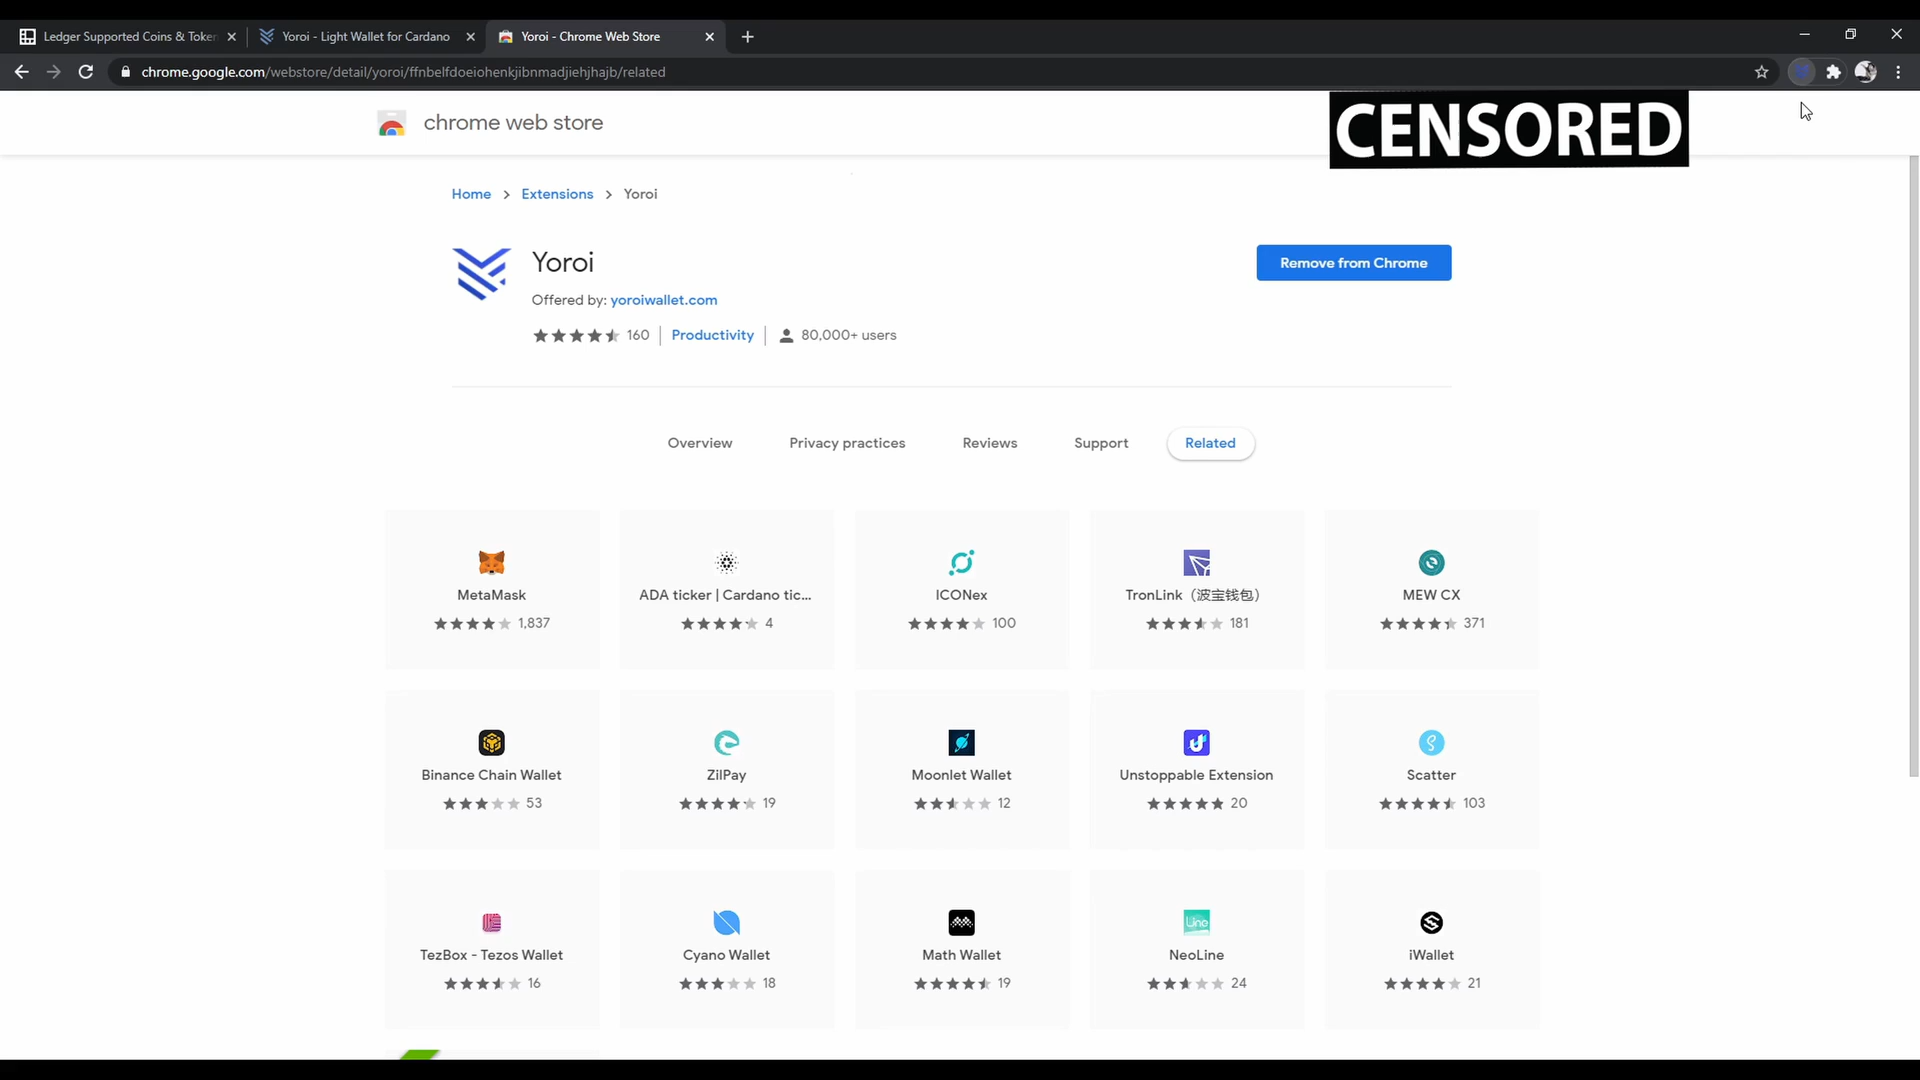 Ledger Supported Coins & Token
Yoroi - Light Wallet for Cardano
Yoroi - Chrome Web Store
chrome.google.com/webstore/detail/yoroi/ffnbelfdoeiohenkjibnmadjiehjhajb/related
chrome web store
CENSORED
Home > Extensions > Yoroi
Yoroi
Remove from Chrome
Offered by: yoroiwallet.com
160 | Productivity | 80,000+ users
Overview
Privacy practices
Reviews
Support
Related
MetaMask
1,837
ADA ticker | Cardano tic...
4
ICONex
100
TronLink（波宝钱包）
181
MEW CX
371
Binance Chain Wallet
53
ZilPay
19
Moonlet Wallet
12
Unstoppable Extension
20
Scatter
103
TezBox - Tezos Wallet
16
Cyano Wallet
18
Math Wallet
19
Line
NeoLine
24
iWallet
21